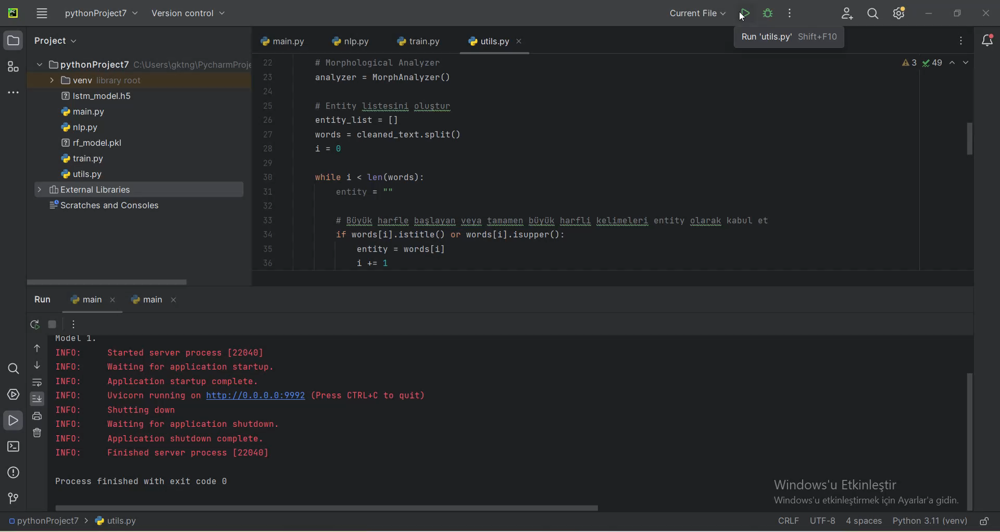 pythonProject7 Version control Current File
Run 'utils.py' Shift+F10
Project
main.py nlp.py train.py utils.py
pythonProject7 C:\Users\gktng\PycharmProje
venv library root
lstm_model.h5
main.py
nlp.py
rf_model.pkl
train.py
utils.py
External Libraries
Scratches and Consoles
3 49
22 # Morphological Analyzer
23 analyzer = MorphAnalyzer()
24
25 # Entity listesini oluştur
26 entity_list = []
27 words = cleaned_text.split()
28 i = 0
29
30 while i < len(words):
31 entity = ""
32
33 # Büyük harfle başlayan veya tamamen büyük harfli kelimeleri entity olarak kabul et
34 if words[i].istitle() or words[i].isupper():
35 entity = words[i]
36 i += 1
Run main main
Model 1.
INFO: Started server process [22040]
INFO: Waiting for application startup.
INFO: Application startup complete.
INFO: Uvicorn running on http://0.0.0.0:9992 (Press CTRL+C to quit)
INFO: Shutting down
INFO: Waiting for application shutdown.
INFO: Application shutdown complete.
INFO: Finished server process [22040]
Process finished with exit code 0
Windows'u Etkinleştir
Windows'u etkinleştirmek için Ayarlar'a gidin.
pythonProject7 > utils.py CRLF UTF-8 4 spaces Python 3.11 (venv)